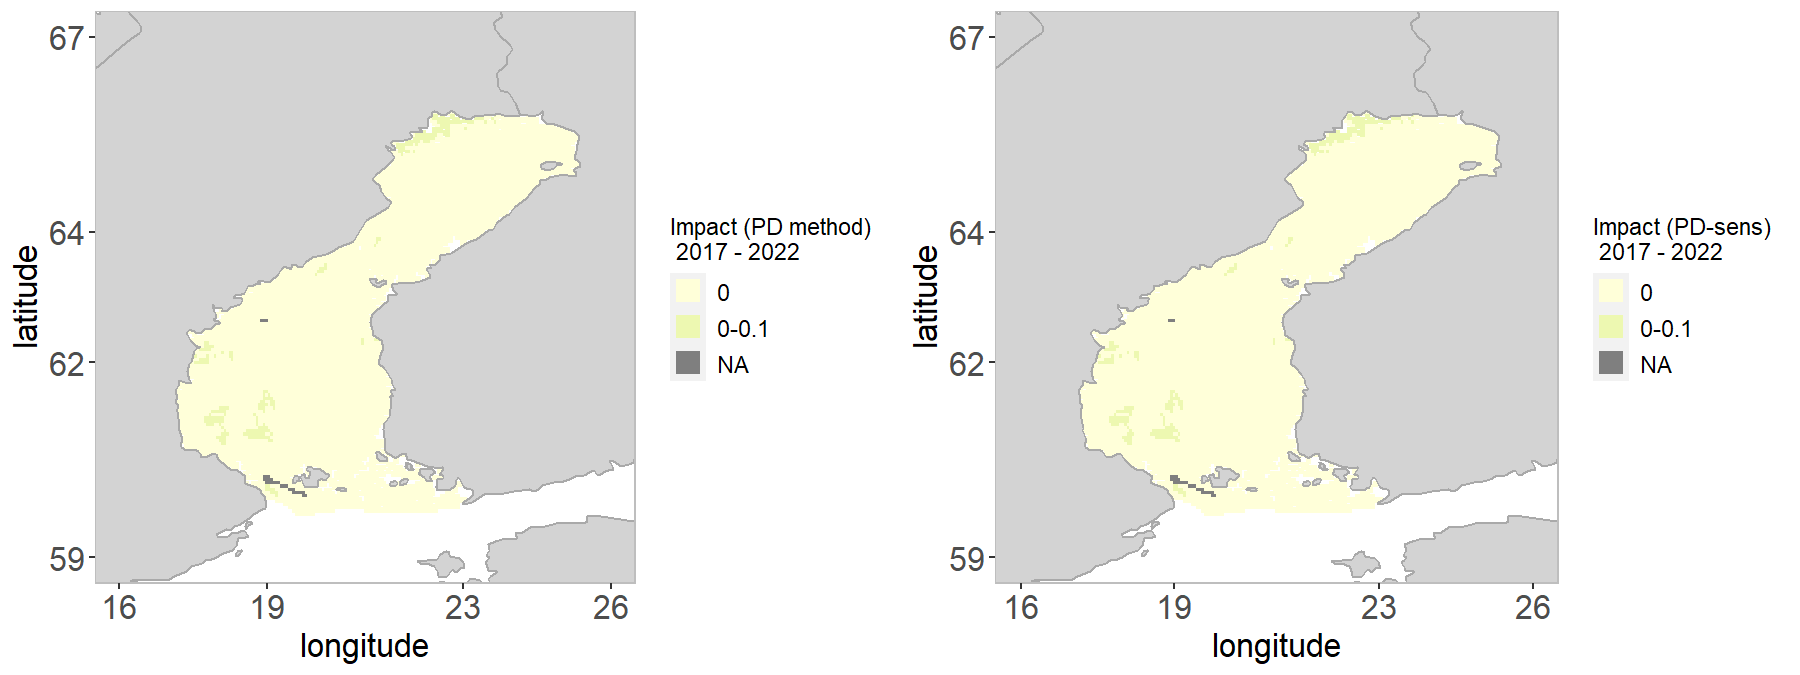 67
64
62
59
latitude
16
19
23
26
longitude
Impact (PD method)
2017 - 2022
0
0-0.1
NA
67
64
62
59
latitude
16
19
23
26
longitude
Impact (PD-sens)
2017 - 2022
0
0-0.1
NA